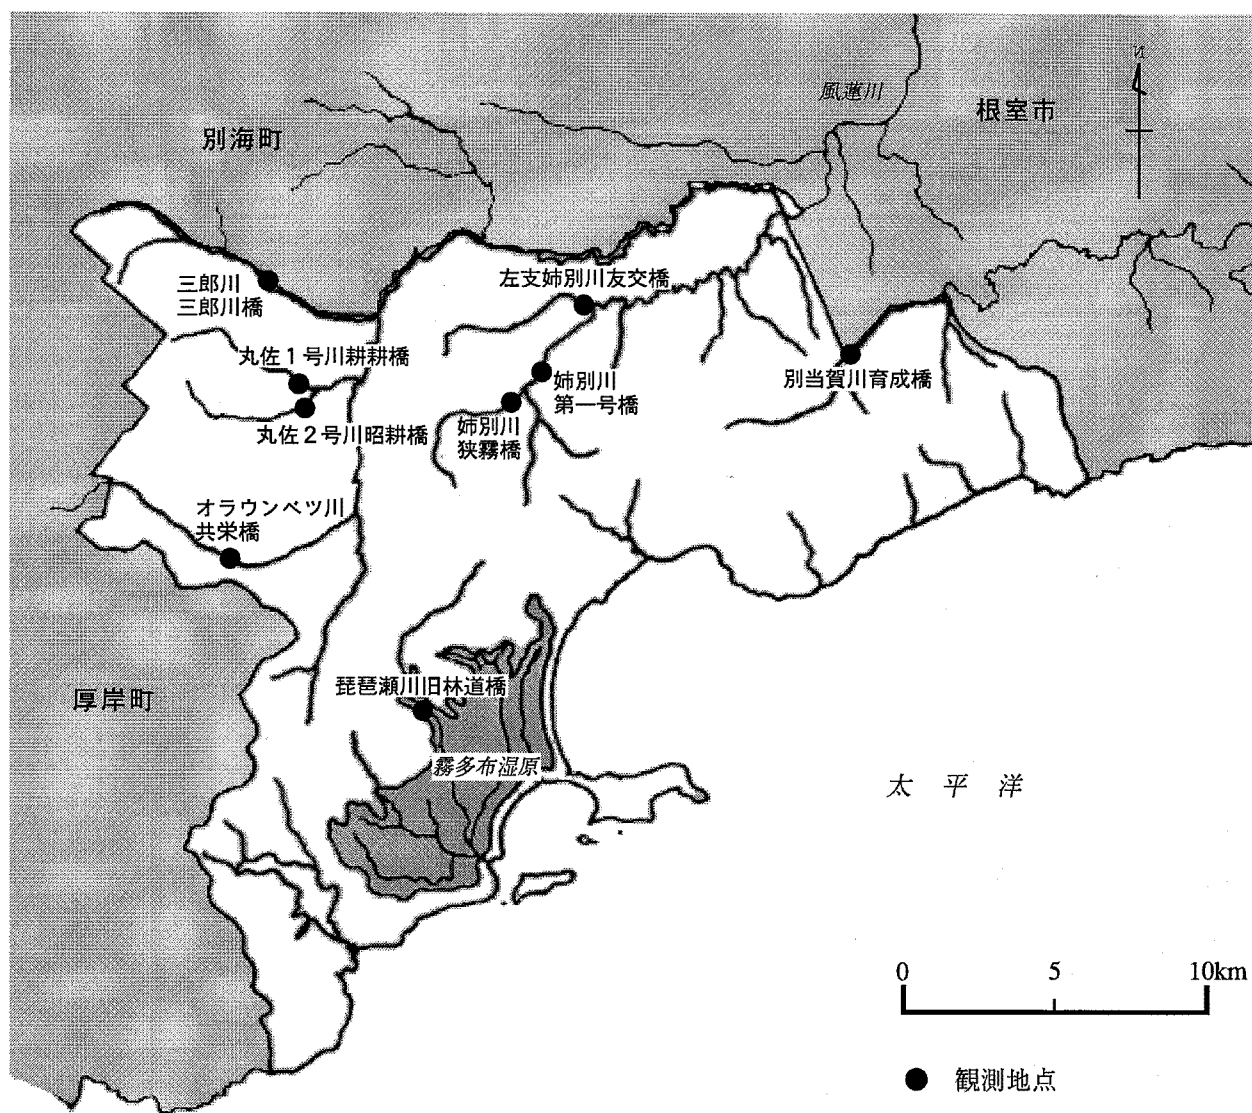 風蓮川
根室市
別海町
N
三郎川
三郎川橋
左支姉別川友交橋
丸佐1号川耕耕橋
姉別川
第一号橋
別当賀川育成橋
丸佐2号川昭耕橋
姉別川
狭霧橋
オラウンベツ川
共栄橋
厚岸町
琵琶瀬川旧林道橋
霧多布湿原
太平洋
0 5 10km
観測地点